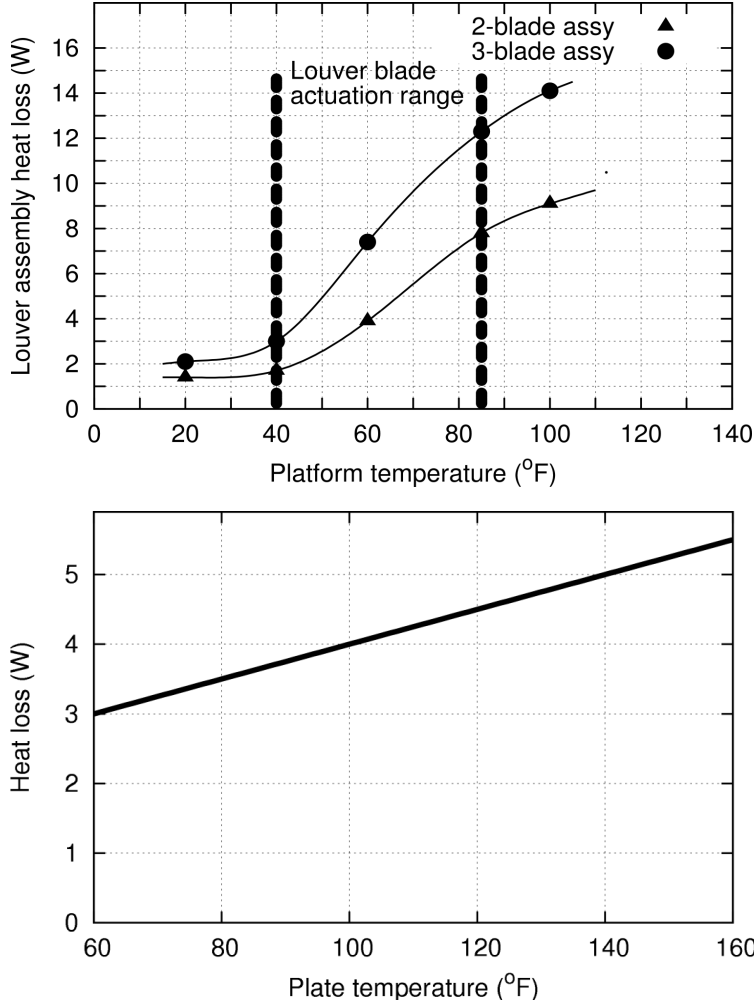 2-blade assy
3-blade assy
Louver blade
actuation range
Louver assembly heat loss (W)
16
14
12
10
8
6
4
2
0
0 20 40 60 80 100 120 140
Platform temperature (°F)
Heat loss (W)
5
4
3
2
1
0
60 80 100 120 140 160
Plate temperature (°F)